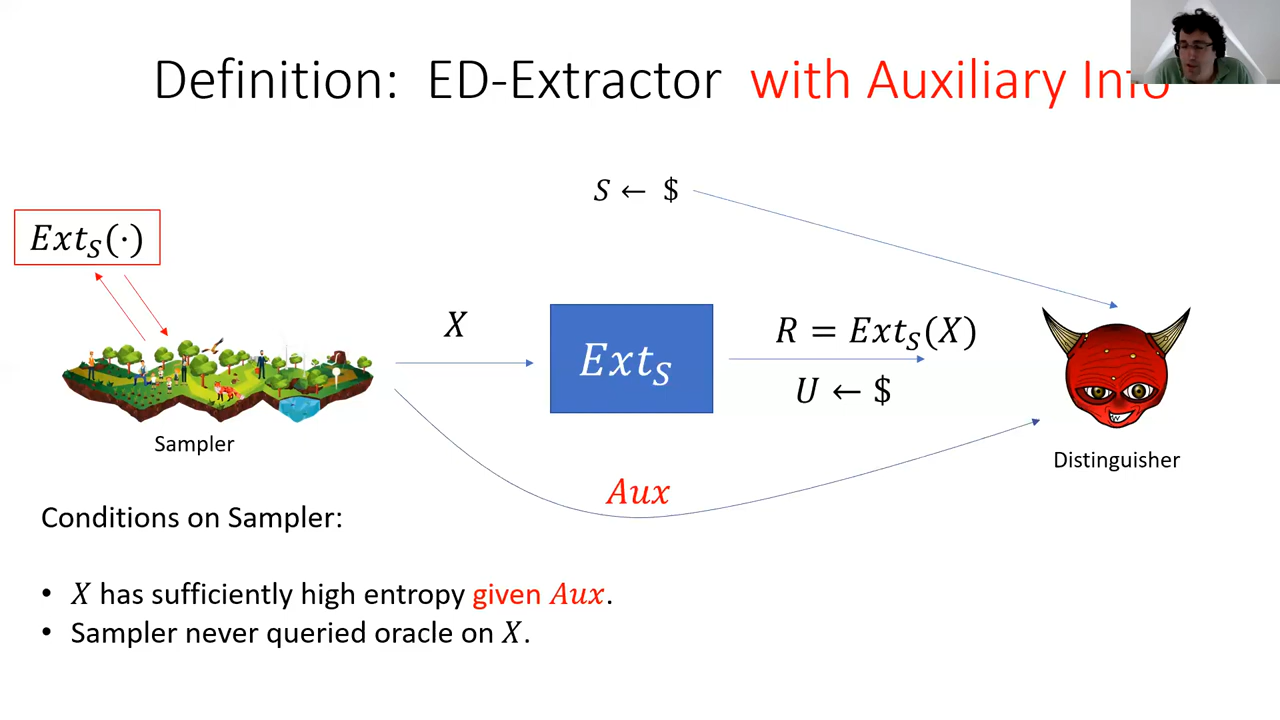 Definition: ED-Extractor with Auxiliary Info
S ← $
Ext_S(·)
X
Ext_S
R = Ext_S(X)
U ← $
Sampler
Distinguisher
Aux
Conditions on Sampler:
• X has sufficiently high entropy given Aux.
• Sampler never queried oracle on X.